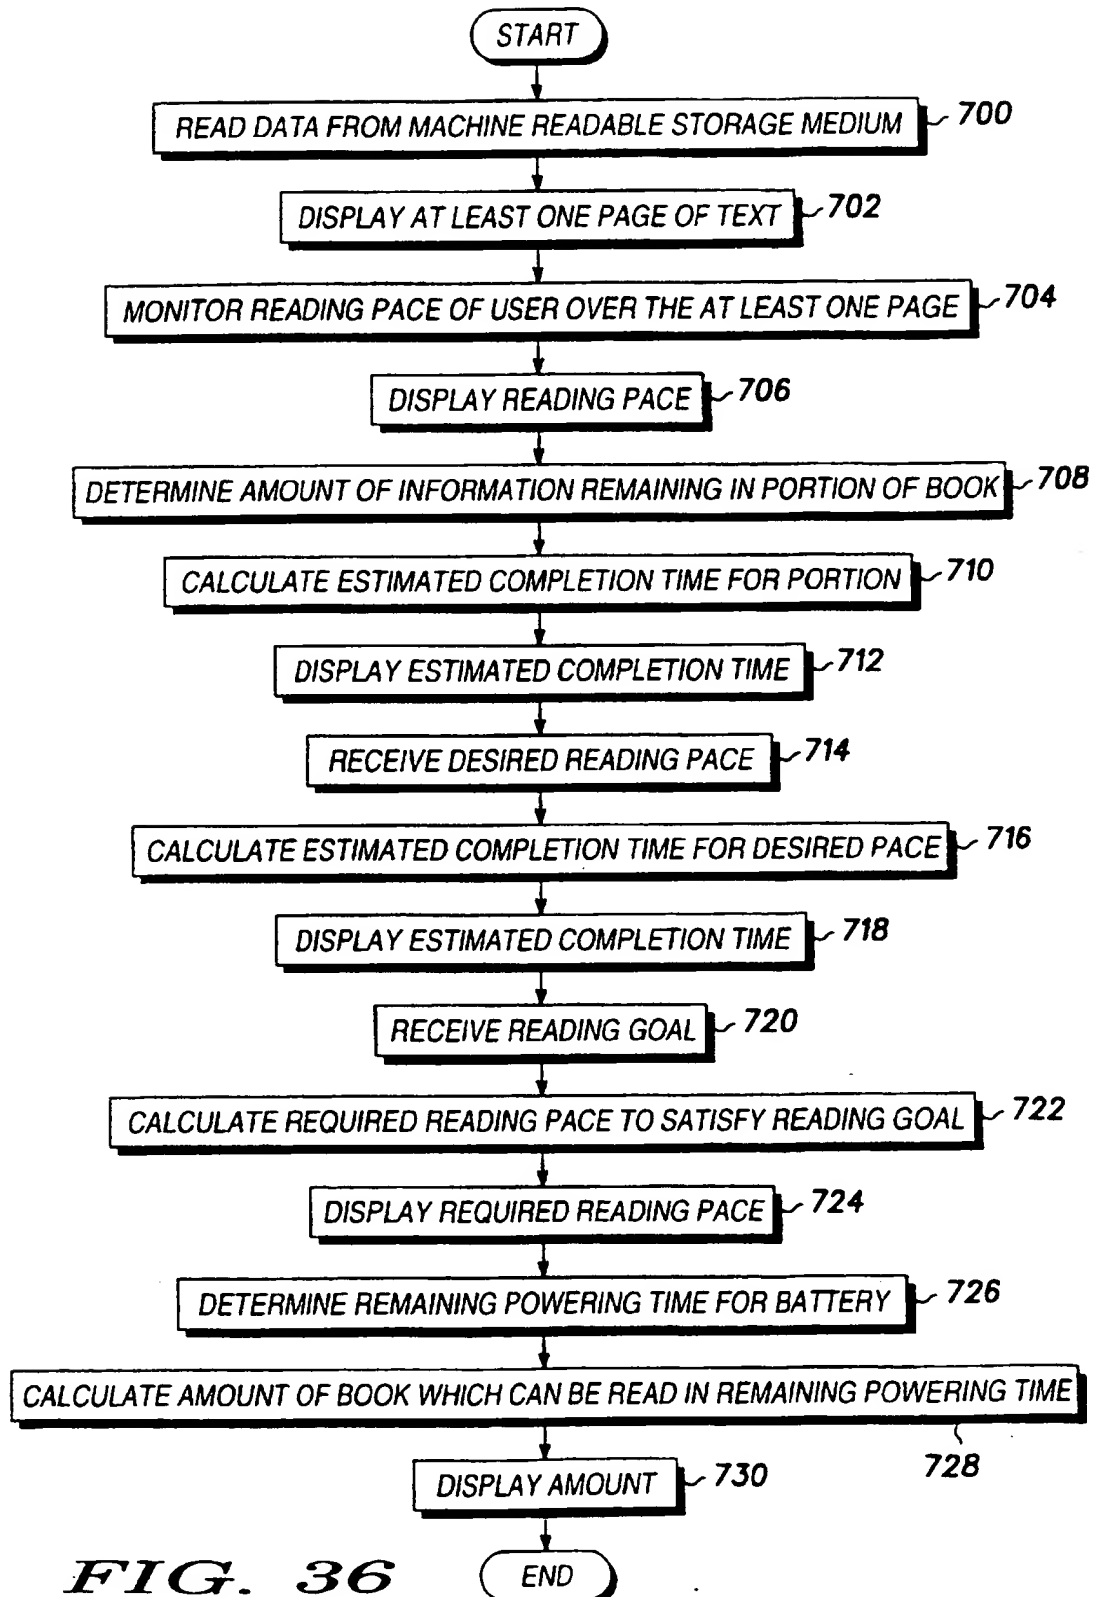 START
READ DATA FROM MACHINE READABLE STORAGE MEDIUM 700
DISPLAY AT LEAST ONE PAGE OF TEXT 702
MONITOR READING PACE OF USER OVER THE AT LEAST ONE PAGE 704
DISPLAY READING PACE 706
DETERMINE AMOUNT OF INFORMATION REMAINING IN PORTION OF BOOK 708
CALCULATE ESTIMATED COMPLETION TIME FOR PORTION 710
DISPLAY ESTIMATED COMPLETION TIME 712
RECEIVE DESIRED READING PACE 714
CALCULATE ESTIMATED COMPLETION TIME FOR DESIRED PACE 716
DISPLAY ESTIMATED COMPLETION TIME 718
RECEIVE READING GOAL 720
CALCULATE REQUIRED READING PACE TO SATISFY READING GOAL 722
DISPLAY REQUIRED READING PACE 724
DETERMINE REMAINING POWERING TIME FOR BATTERY 726
CALCULATE AMOUNT OF BOOK WHICH CAN BE READ IN REMAINING POWERING TIME
728
DISPLAY AMOUNT 730
END
FIG. 36